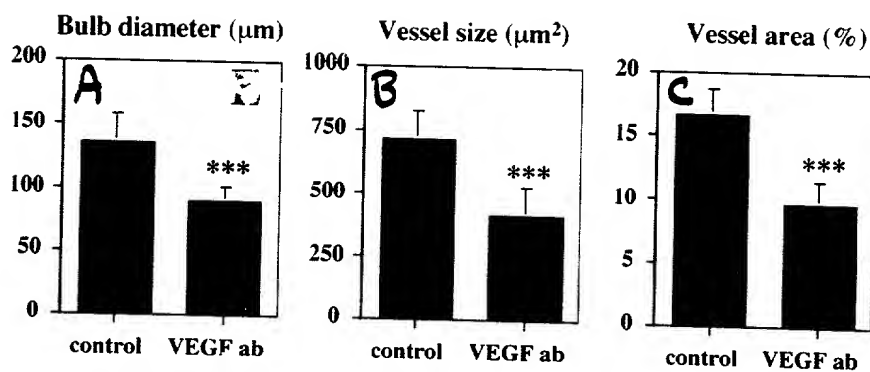 Bulb diameter (μm)
200
150
100
50
0
A
***
control VEGF ab
Vessel size (μm²)
1000
750
500
250
0
B
***
control VEGF ab
Vessel area (%)
20
15
10
5
0
C
***
control VEGF ab